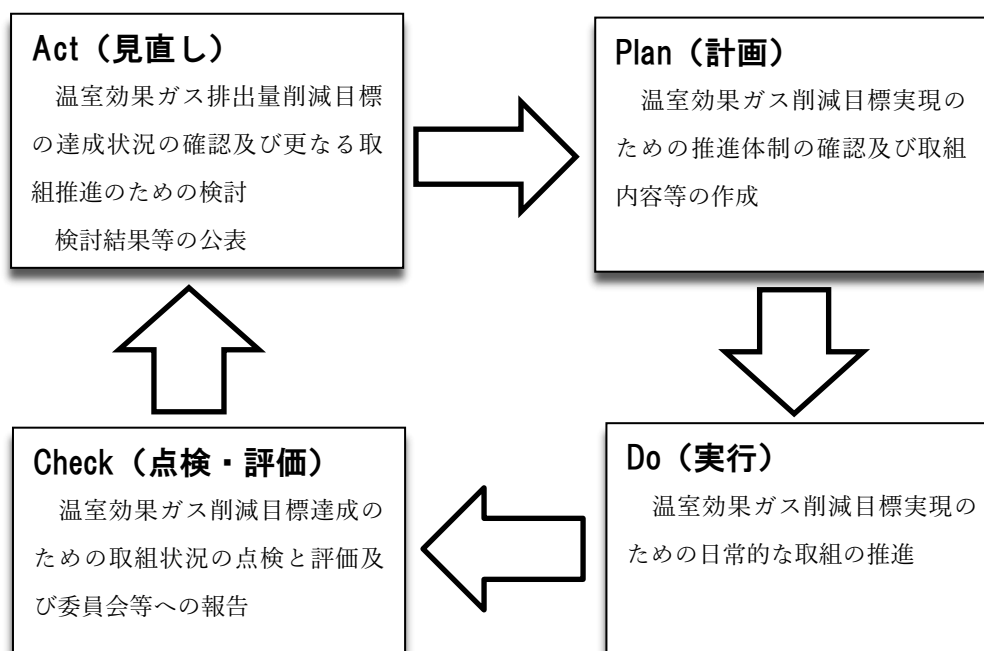 Act（見直し）
温室効果ガス排出量削減目標
の達成状況の確認及び更なる取
組推進のための検討
検討結果等の公表
Plan（計画）
温室効果ガス削減目標実現の
ための推進体制の確認及び取組
内容等の作成
Check（点検・評価）
温室効果ガス削減目標達成の
ための取組状況の点検と評価及
び委員会等への報告
Do（実行）
温室効果ガス削減目標実現の
ための日常的な取組の推進